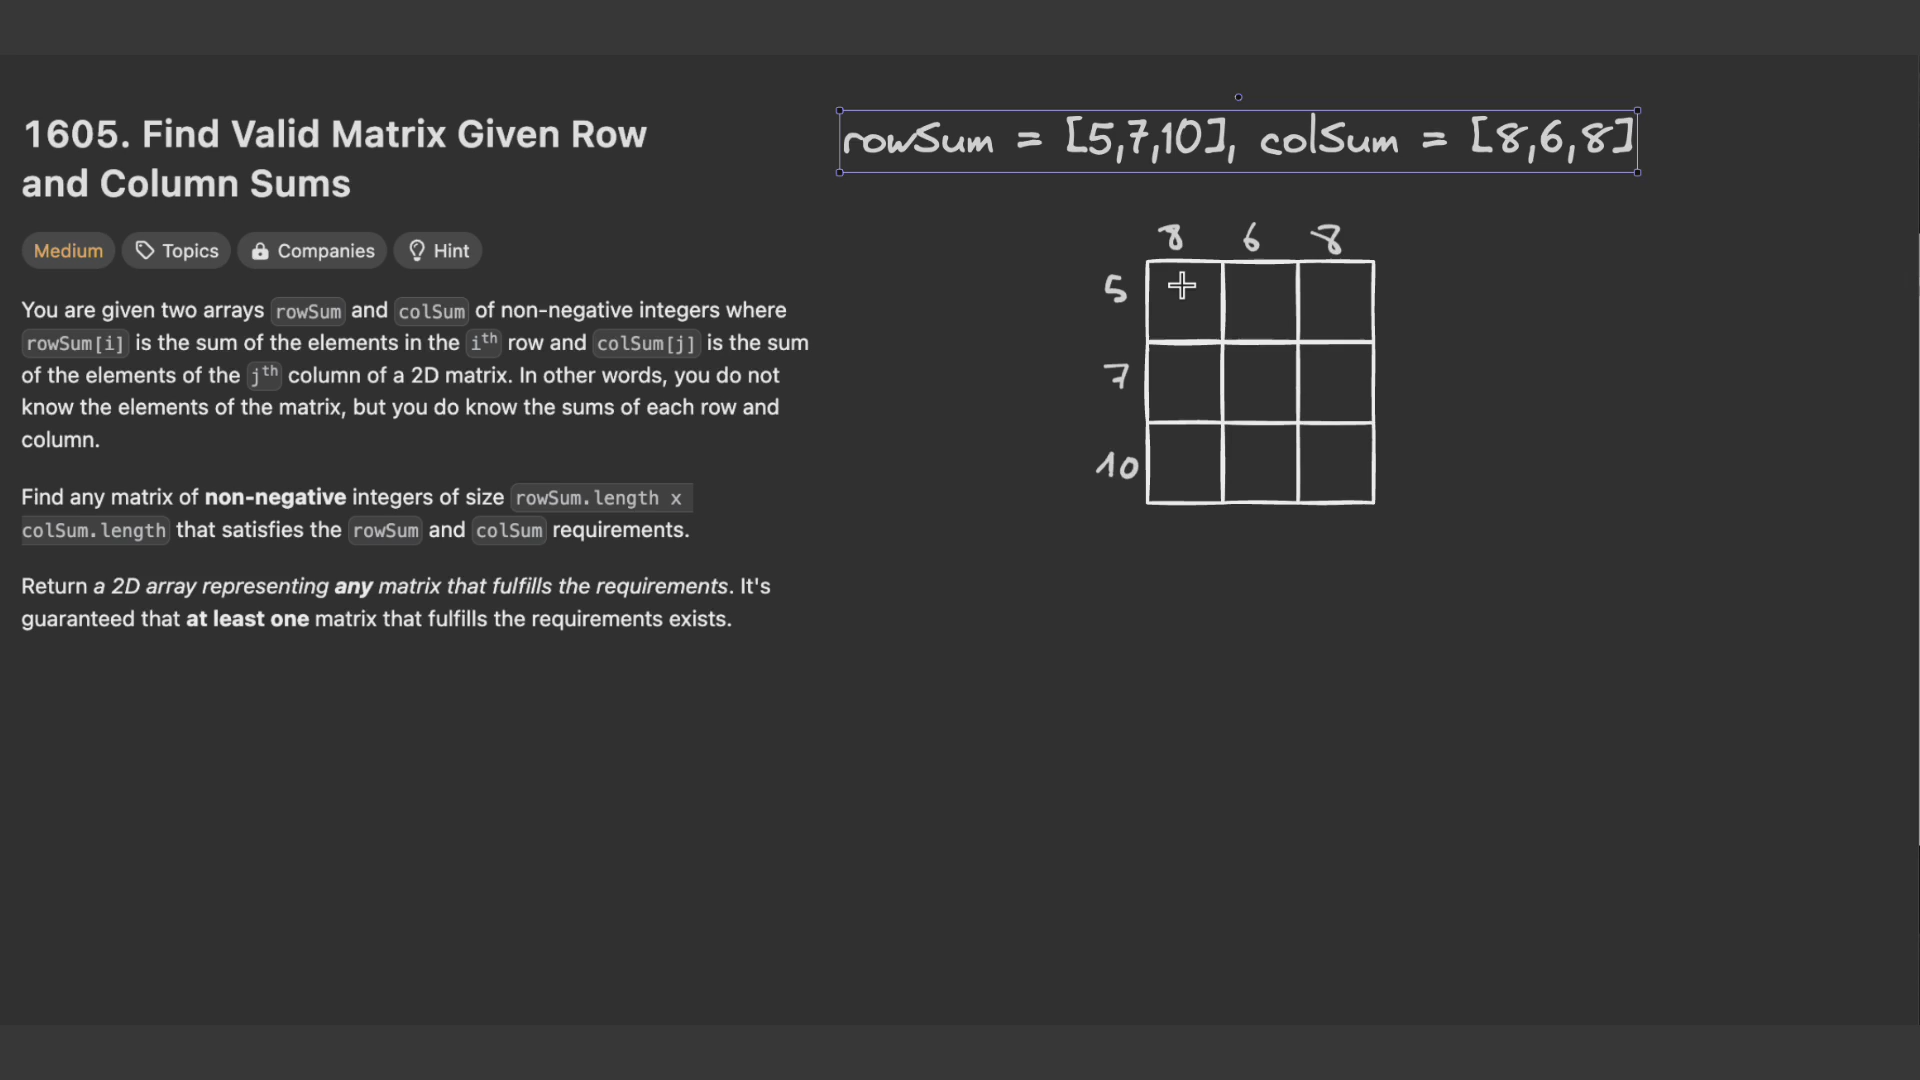 1605. Find Valid Matrix Given Row
and Column Sums
Medium Topics Companies Hint
You are given two arrays rowSum and colSum of non-negative integers where
rowSum[i] is the sum of the elements in the ith row and colSum[j] is the sum
of the elements of the jth column of a 2D matrix. In other words, you do not
know the elements of the matrix, but you do know the sums of each row and
column.
Find any matrix of non-negative integers of size rowSum.length x
colSum.length that satisfies the rowSum and colSum requirements.
Return a 2D array representing any matrix that fulfills the requirements. It's
guaranteed that at least one matrix that fulfills the requirements exists.
rowSum = [5,7,10], colSum = [8,6,8]
8 6 8
5
7
10